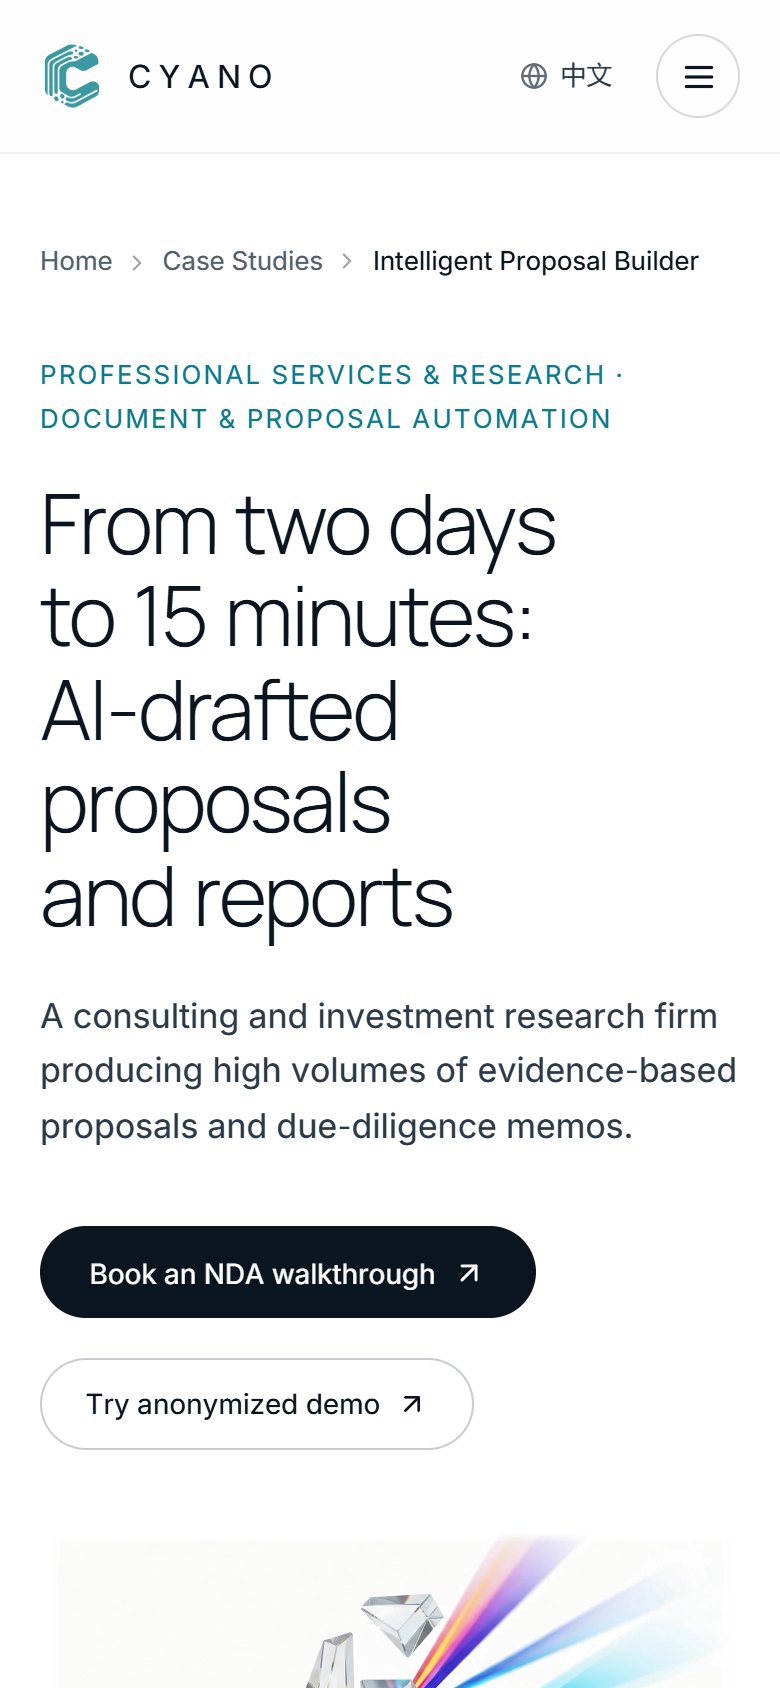 CYANO
中文
Home > Case Studies > Intelligent Proposal Builder
PROFESSIONAL SERVICES & RESEARCH ·
DOCUMENT & PROPOSAL AUTOMATION
From two days
to 15 minutes:
AI-drafted
proposals
and reports
A consulting and investment research firm
producing high volumes of evidence-based
proposals and due-diligence memos.
Book an NDA walkthrough
Try anonymized demo